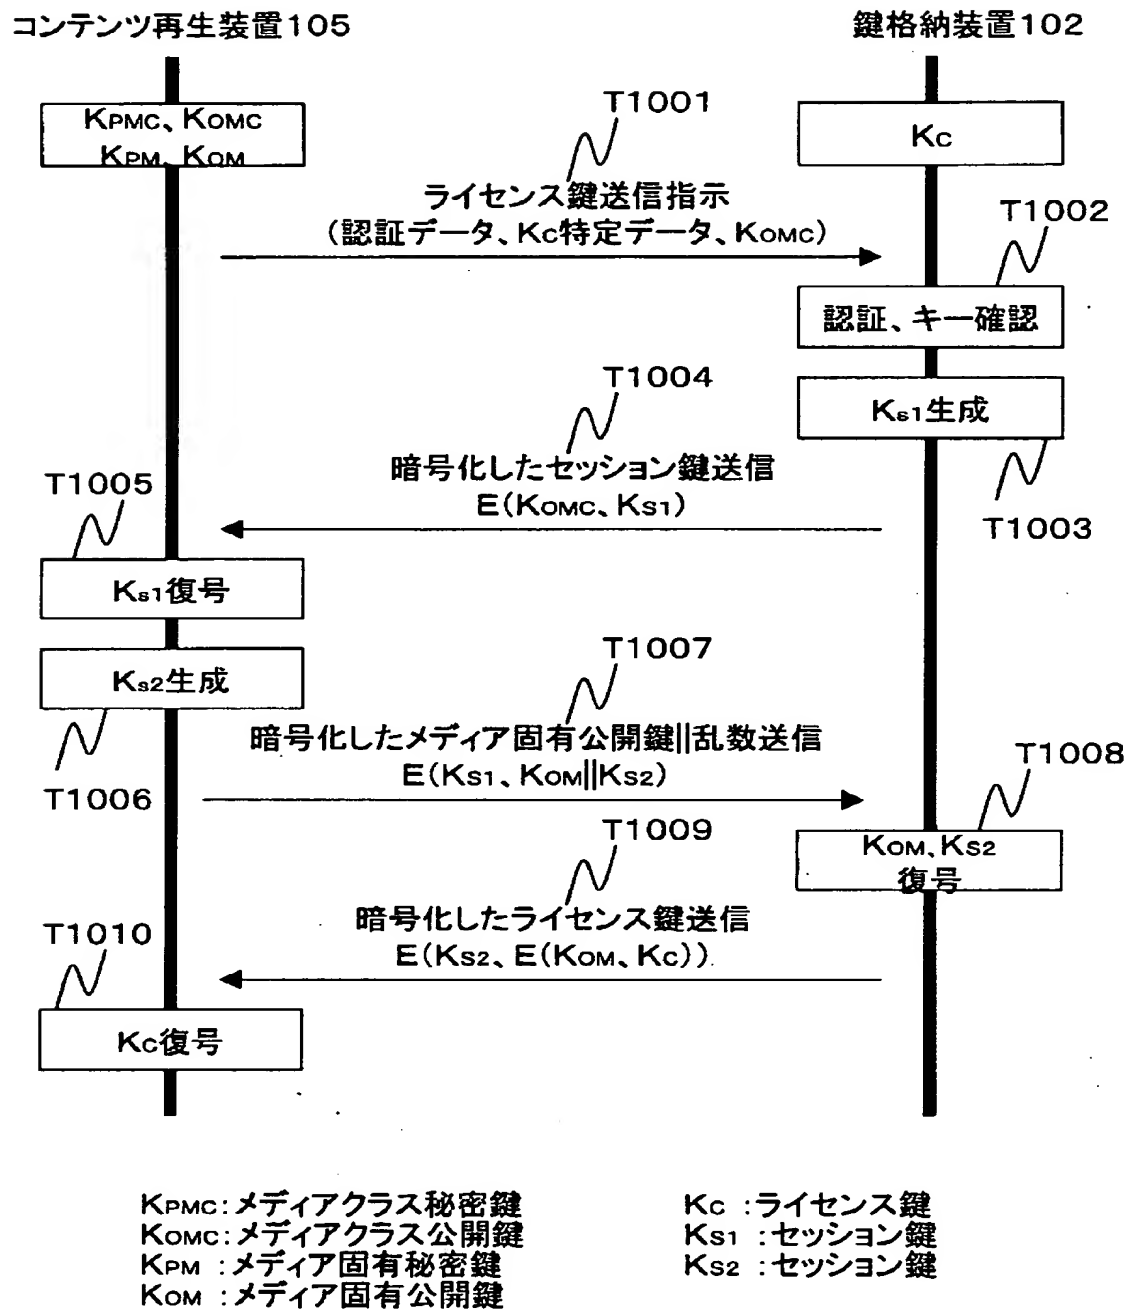 コンテンツ再生装置105
鍵格納装置102
KPMC、KOMC
KPM、KOM
T1001
KC
ライセンス鍵送信指示
(認証データ、KC特定データ、KOMC)
T1002
認証、キー確認
T1004
Ks1生成
暗号化したセッション鍵送信
E(KOMC、KS1)
T1003
T1005
Ks1復号
Ks2生成
T1007
暗号化したメディア固有公開鍵||乱数送信
E(KS1、KOM||KS2)
T1006
T1008
KOM、KS2
復号
T1009
暗号化したライセンス鍵送信
E(KS2、E(KOM、KC))
T1010
KC復号
KPMC:メディアクラス秘密鍵
KOMC:メディアクラス公開鍵
KPM :メディア固有秘密鍵
KOM :メディア固有公開鍵
KC :ライセンス鍵
KS1 :セッション鍵
KS2 :セッション鍵